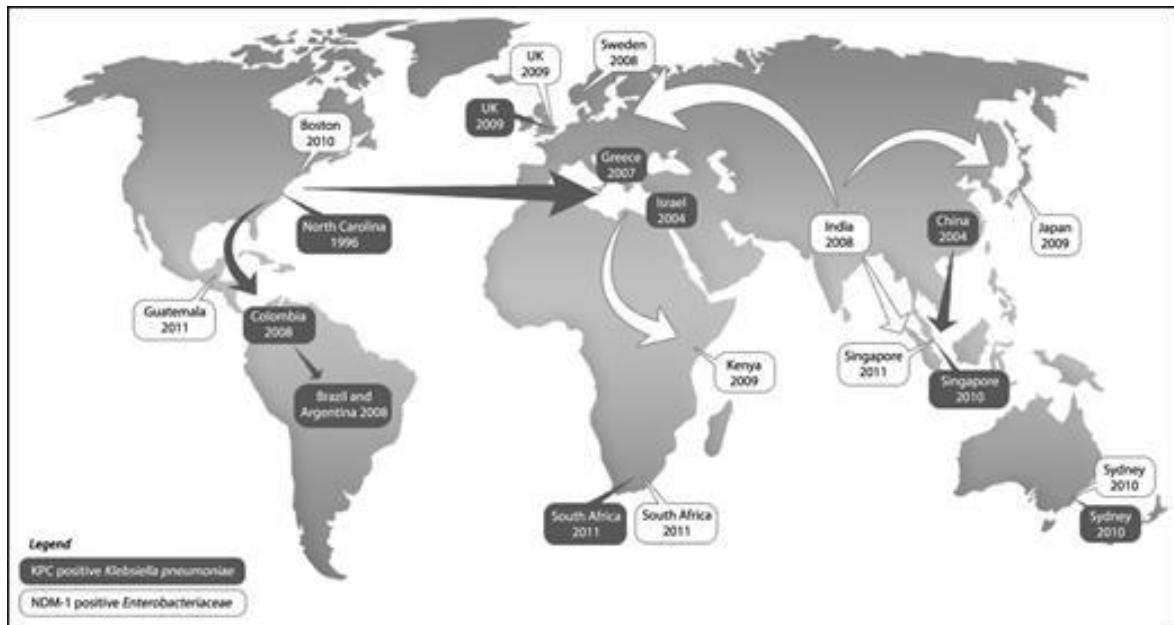 Sweden
2008
UK
2009
UK
2009
Boston
2010
Greece
2007
Israel
2004
North Carolina
1996
India
2008
China
2004
Japan
2009
Guatemala
2011
Colombia
2008
Brazil and
Argentina 2008
Kenya
2009
Singapore
2011
Singapore
2010
South Africa
2011
South Africa
2011
Sydney
2010
Sydney
2010
Legend
KPC positive Klebsiella pneumoniae
NDM-1 positive Enterobacteriaceae